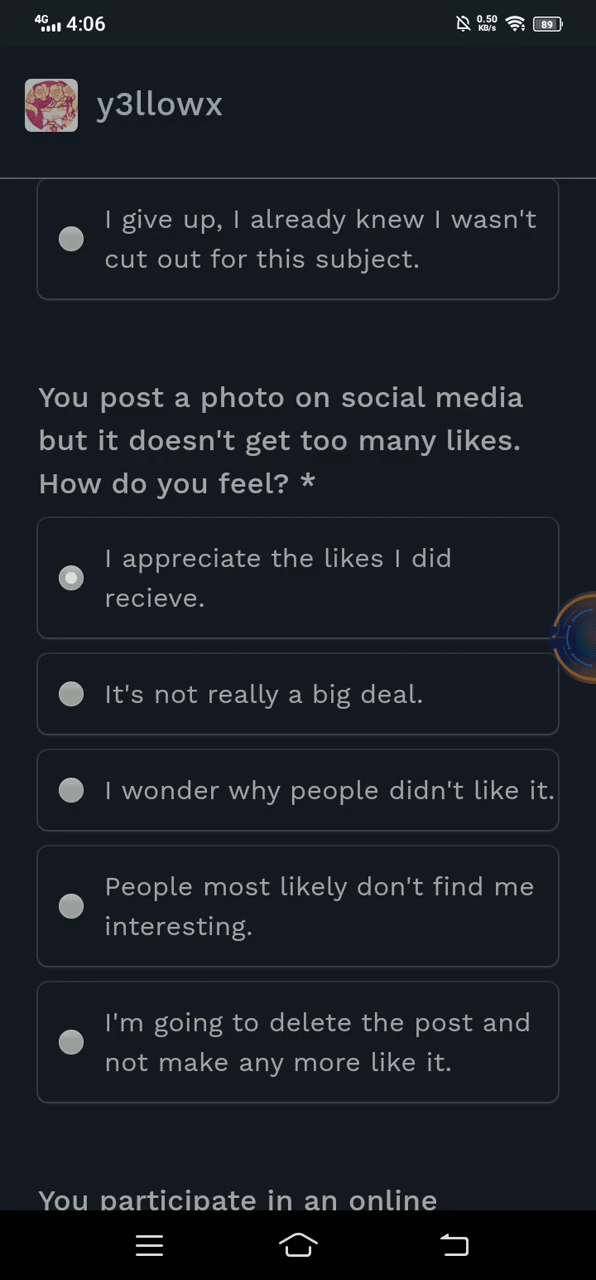 4G 4:06 0.50 KB/s 89
y3llowx
I give up, I already knew I wasn't
cut out for this subject.
You post a photo on social media
but it doesn't get too many likes.
How do you feel? *
I appreciate the likes I did
recieve.
It's not really a big deal.
I wonder why people didn't like it.
People most likely don't find me
interesting.
I'm going to delete the post and
not make any more like it.
You participate in an online